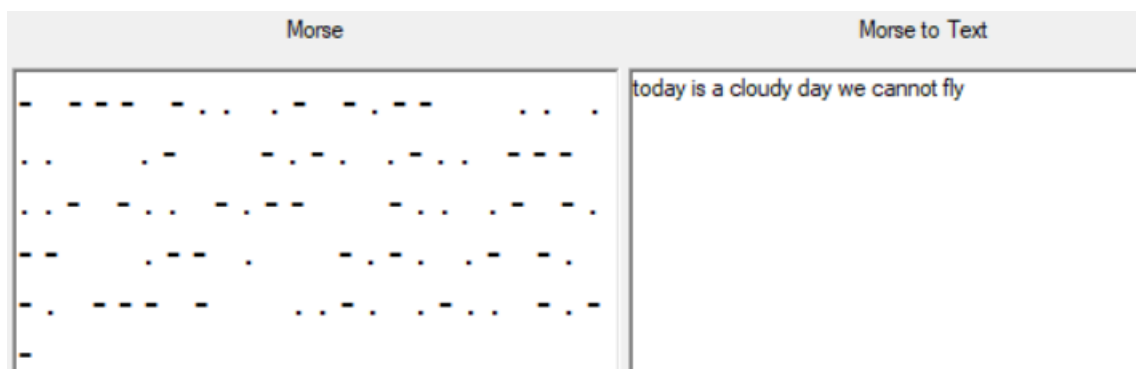 Morse
Morse to Text
- --- -.. .- -.-- .. .
.. .- -.-. .-.. ---
..- -.. -.-- -.. .- -.
-- .-- . -.-. .- -.
-. --- - ..-. .-.. -.-
-
today is a cloudy day we cannot fly